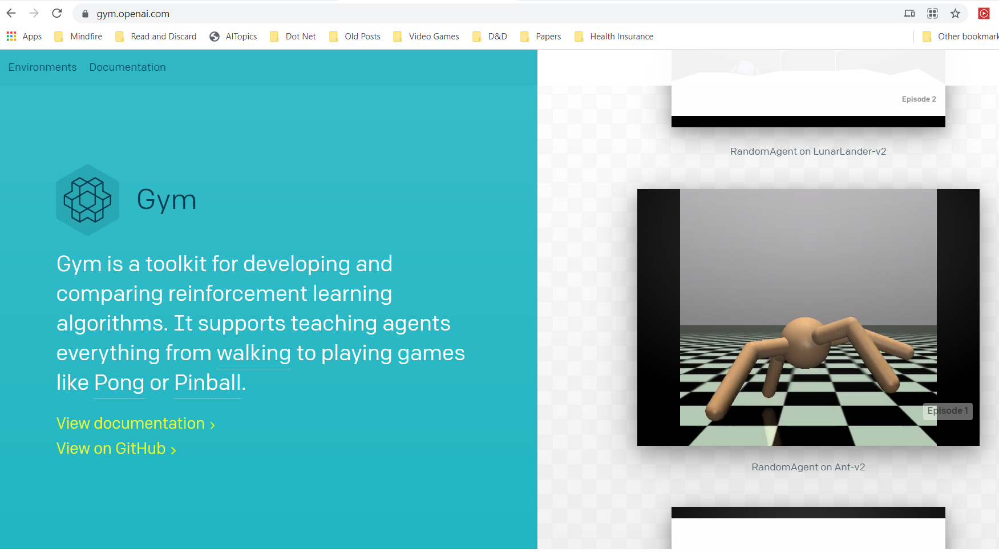 gym.openai.com
Apps Mindfire Read and Discard AITopics Dot Net Old Posts Video Games D&D Papers Health Insurance Other bookmark
Environments Documentation
Gym
Gym is a toolkit for developing and
comparing reinforcement learning
algorithms. It supports teaching agents
everything from walking to playing games
like Pong or Pinball.
View documentation ›
View on GitHub ›
Episode 2
RandomAgent on LunarLander-v2
Episode 1
RandomAgent on Ant-v2